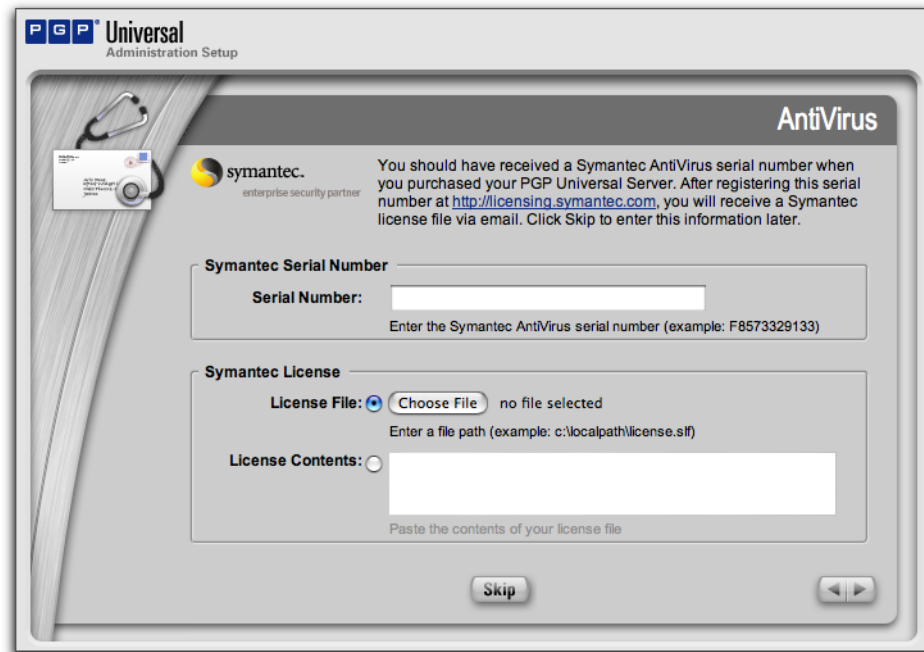 PGP® Universal
Administration Setup
AntiVirus
symantec.
enterprise security partner
You should have received a Symantec AntiVirus serial number when
you purchased your PGP Universal Server. After registering this serial
number at http://licensing.symantec.com, you will receive a Symantec
license file via email. Click Skip to enter this information later.
Symantec Serial Number
Serial Number:
Enter the Symantec AntiVirus serial number (example: F8573329133)
Symantec License
License File: Choose File no file selected
Enter a file path (example: c:\localpath\license.slf)
License Contents:
Paste the contents of your license file
Skip